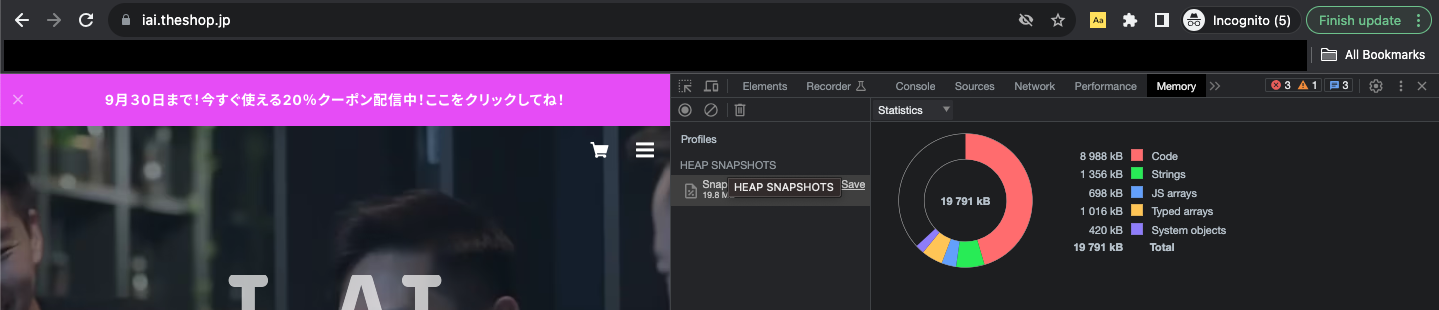 iai.theshop.jp
Aa
Incognito (5)
Finish update
All Bookmarks
9月30日まで!今すぐ使える20%クーポン配信中!ここをクリックしてね!
I AI
Elements
Recorder
Console
Sources
Network
Performance
Memory
3
1
3
Statistics
Profiles
HEAP SNAPSHOTS
Save
19.8
HEAP SNAPSHOTS
19 791 kB
8 988 kB Code
1 356 kB Strings
698 kB JS arrays
1 016 kB Typed arrays
420 kB System objects
19 791 kB Total